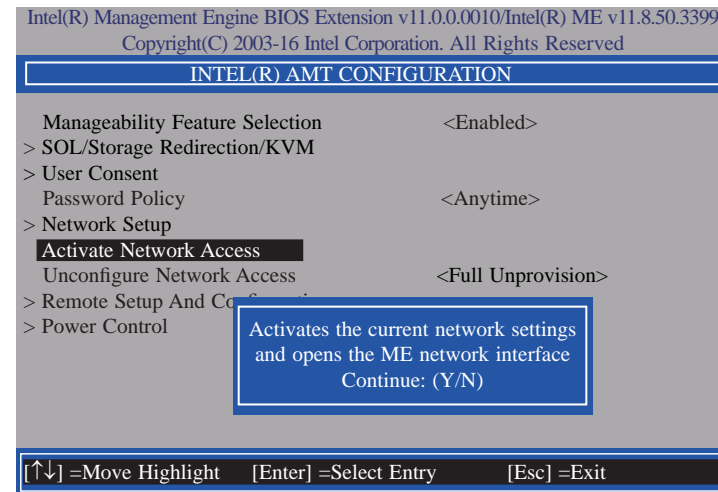 Intel(R) Management Engine BIOS Extension v11.0.0.0010/Intel(R) ME v11.8.50.3399
Copyright(C) 2003-16 Intel Corporation. All Rights Reserved
INTEL(R) AMT CONFIGURATION
Manageability Feature Selection <Enabled>
> SOL/Storage Redirection/KVM
> User Consent
Password Policy <Anytime>
> Network Setup
Activate Network Access
Unconfigure Network Access <Full Unprovision>
> Remote Setup And
> Power Control
Activates the current network settings
and opens the ME network interface
Continue: (Y/N)
[↑↓] =Move Highlight [Enter] =Select Entry [Esc] =Exit